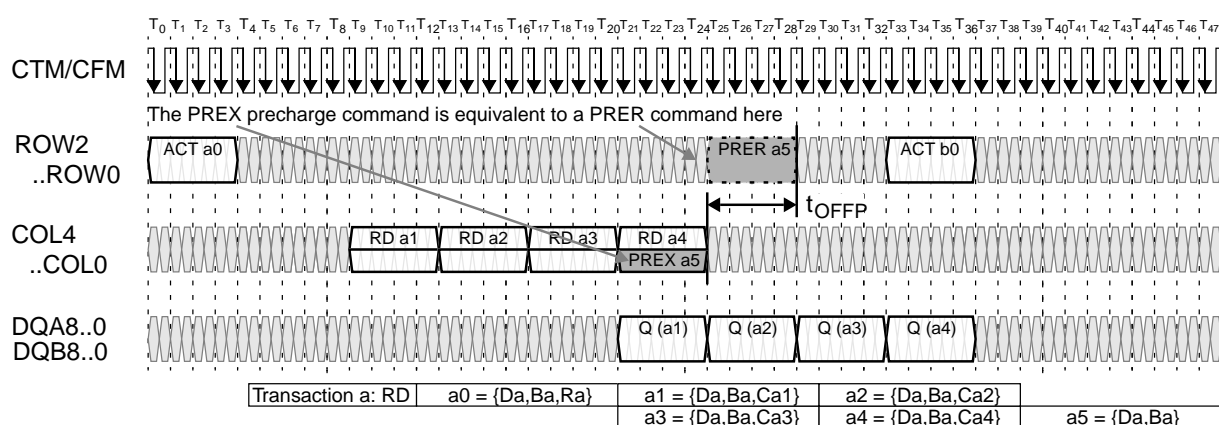 T0 T1 T2 T3 T4 T5 T6 T7 T8 T9 T10 T11 T12 T13 T14 T15 T16 T17 T18 T19 T20 T21 T22 T23 T24 T25 T26 T27 T28 T29 T30 T31 T32 T33 T34 T35 T36 T37 T38 T39 T40 T41 T42 T43 T44 T45 T46 T47
CTM/CFM
The PREX precharge command is equivalent to a PRER command here
ROW2
..ROW0
ACT a0 PRER a5 ACT b0
tOFFP
COL4
..COL0
RD a1 RD a2 RD a3 RD a4
PREX a5
DQA8..0
DQB8..0
Q (a1) Q (a2) Q (a3) Q (a4)
Transaction a: RD a0 = {Da,Ba,Ra} a1 = {Da,Ba,Ca1} a2 = {Da,Ba,Ca2}
a3 = {Da,Ba,Ca3} a4 = {Da,Ba,Ca4} a5 = {Da,Ba}